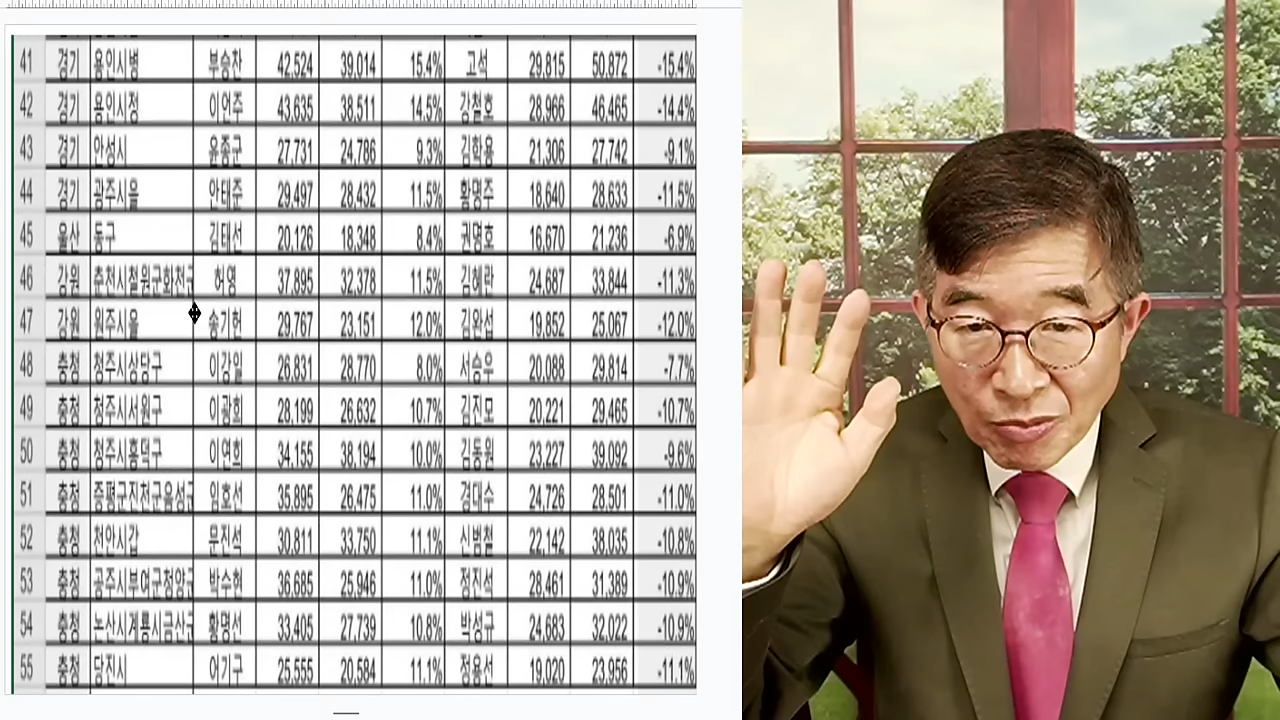 41 경기 용인시병 부승찬 42,524 39,014 15.4% 고석 29,815 50,872 -15.4%
42 경기 용인시정 이언주 43,635 38,511 14.5% 강철호 28,966 46,465 -14.4%
43 경기 안성시 윤종군 27,731 24,786 9.3% 김학용 21,306 27,742 -9.1%
44 경기 광주시을 안태준 29,497 28,432 11.5% 황명주 18,640 28,633 -11.5%
45 울산 동구 김태선 20,126 18,348 8.4% 권명호 16,670 21,236 -6.9%
46 강원 춘천시철원군화천군 허영 37,895 32,378 11.5% 김혜란 24,687 33,844 -11.3%
47 강원 원주시을 송기헌 29,767 23,151 12.0% 김완섭 19,852 25,067 -12.0%
48 충청 청주시상당구 이강일 26,831 28,770 8.0% 서승우 20,088 29,814 -7.7%
49 충청 청주시서원구 이광희 28,199 26,632 10.7% 김진모 20,221 29,465 -10.7%
50 충청 청주시흥덕구 이연희 34,155 38,194 10.0% 김동원 23,227 39,092 -9.6%
51 충청 증평군진천군음성군 임호선 35,895 26,475 11.0% 경대수 24,726 28,501 -11.0%
52 충청 천안시갑 문진석 30,811 33,750 11.1% 신범철 22,142 38,035 -10.8%
53 충청 공주시부여군청양군 박수현 36,685 25,946 11.0% 정진석 28,461 31,389 -10.9%
54 충청 논산시계룡시금산군 황명선 33,405 27,739 10.8% 박성규 24,683 32,022 -10.9%
55 충청 당진시 어기구 25,555 20,584 11.1% 정용선 19,020 23,956 -11.1%